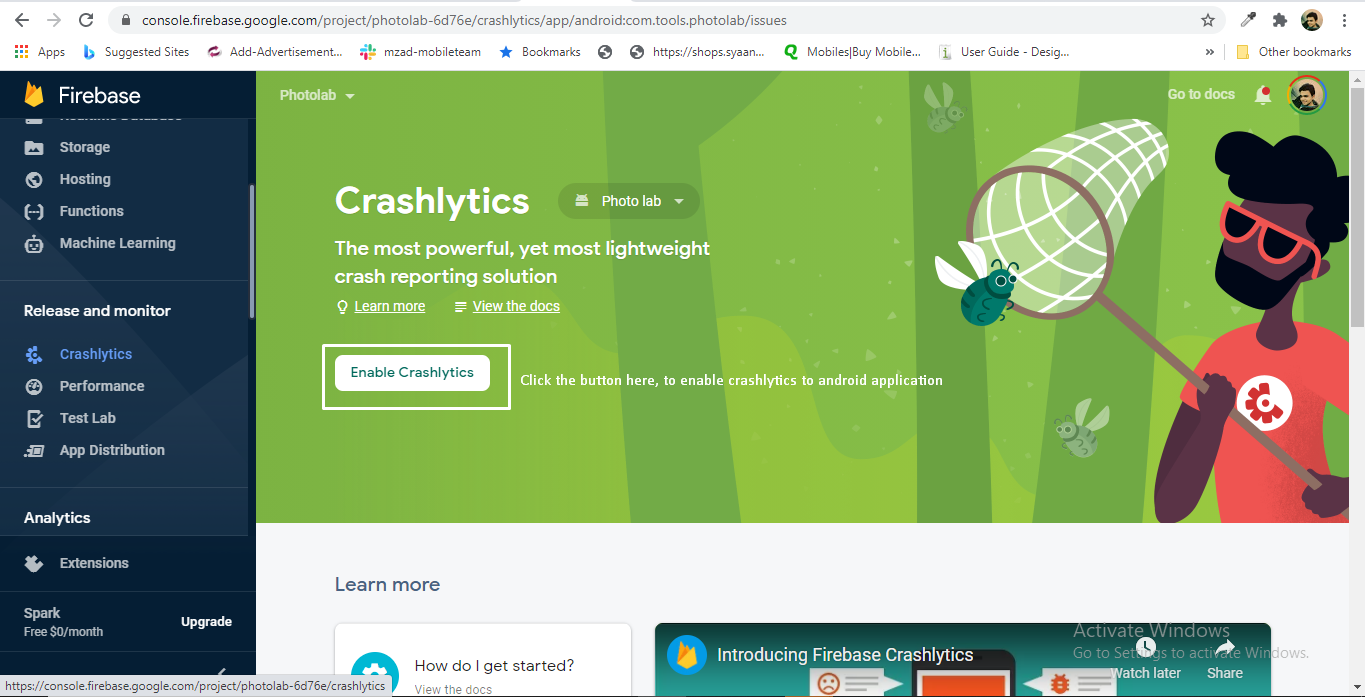 console.firebase.google.com/project/photolab-6d76e/crashlytics/app/android:com.tools.photolab/issues
Apps
Suggested Sites
Add-Advertisement...
mzad-mobileteam
Bookmarks
https://shops.syaan...
Mobiles|Buy Mobile...
User Guide - Desig...
»
Other bookmarks
Firebase
Photolab
Go to docs
Realtime Database
Storage
Hosting
Functions
Machine Learning
Release and monitor
Crashlytics
Performance
Test Lab
App Distribution
Analytics
Extensions
Spark
Free $0/month
Upgrade
Crashlytics
Photo lab
The most powerful, yet most lightweight
crash reporting solution
Learn more
View the docs
Enable Crashlytics
Click the button here, to enable crashlytics to android application
Learn more
How do I get started?
View the docs
Introducing Firebase Crashlytics
Watch later
Share
Activate Windows
Go to Settings to activate Windows.
https://console.firebase.google.com/project/photolab-6d76e/crashlytics